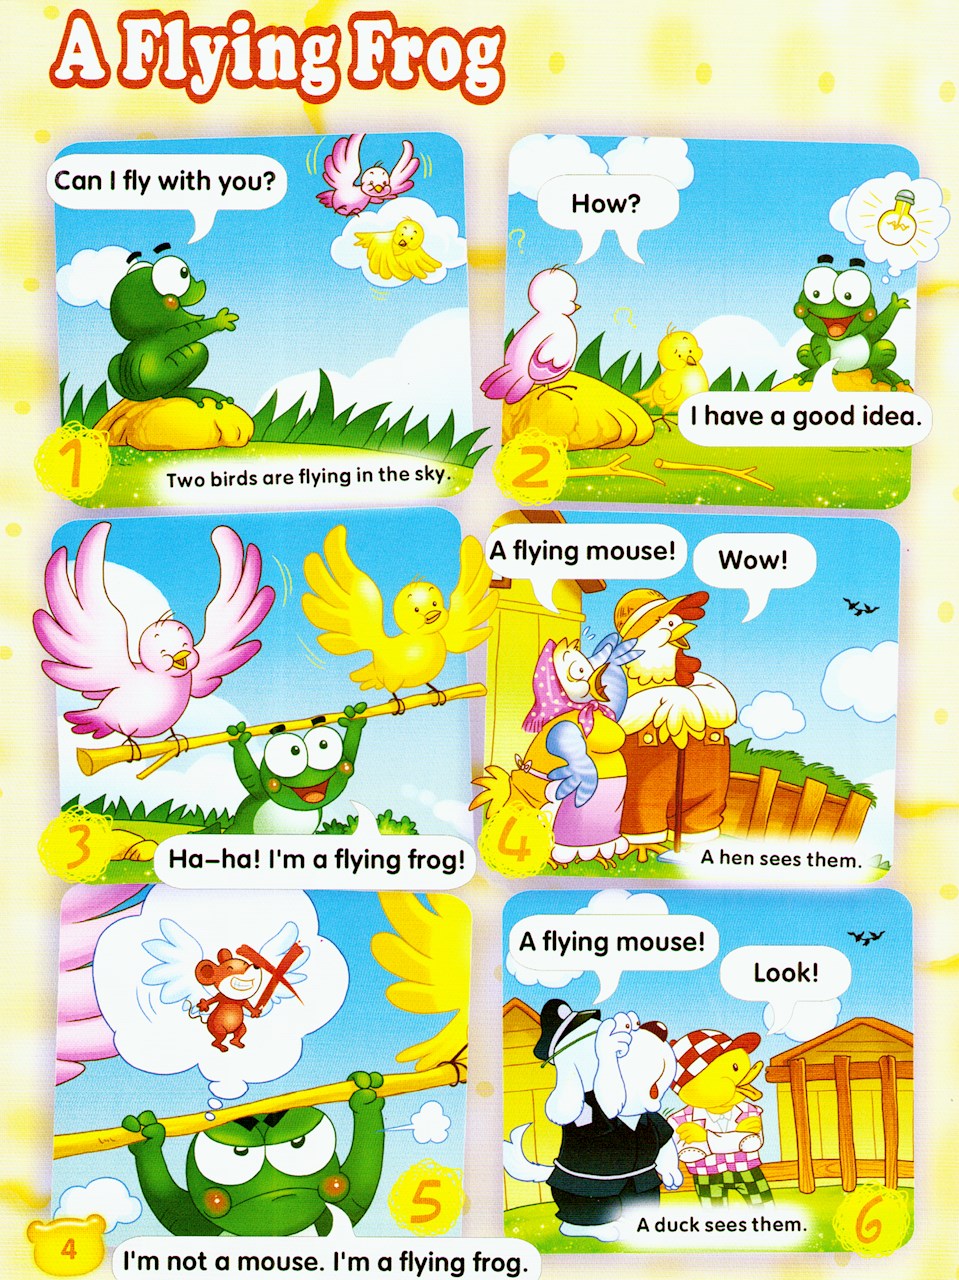 A Flying Frog
Can I fly with you?
1
Two birds are flying in the sky.
How?
I have a good idea.
2
Ha–ha! I'm a flying frog!
3
A flying mouse!
Wow!
4
A hen sees them.
I'm not a mouse. I'm a flying frog.
5
A flying mouse!
Look!
A duck sees them.
6
4